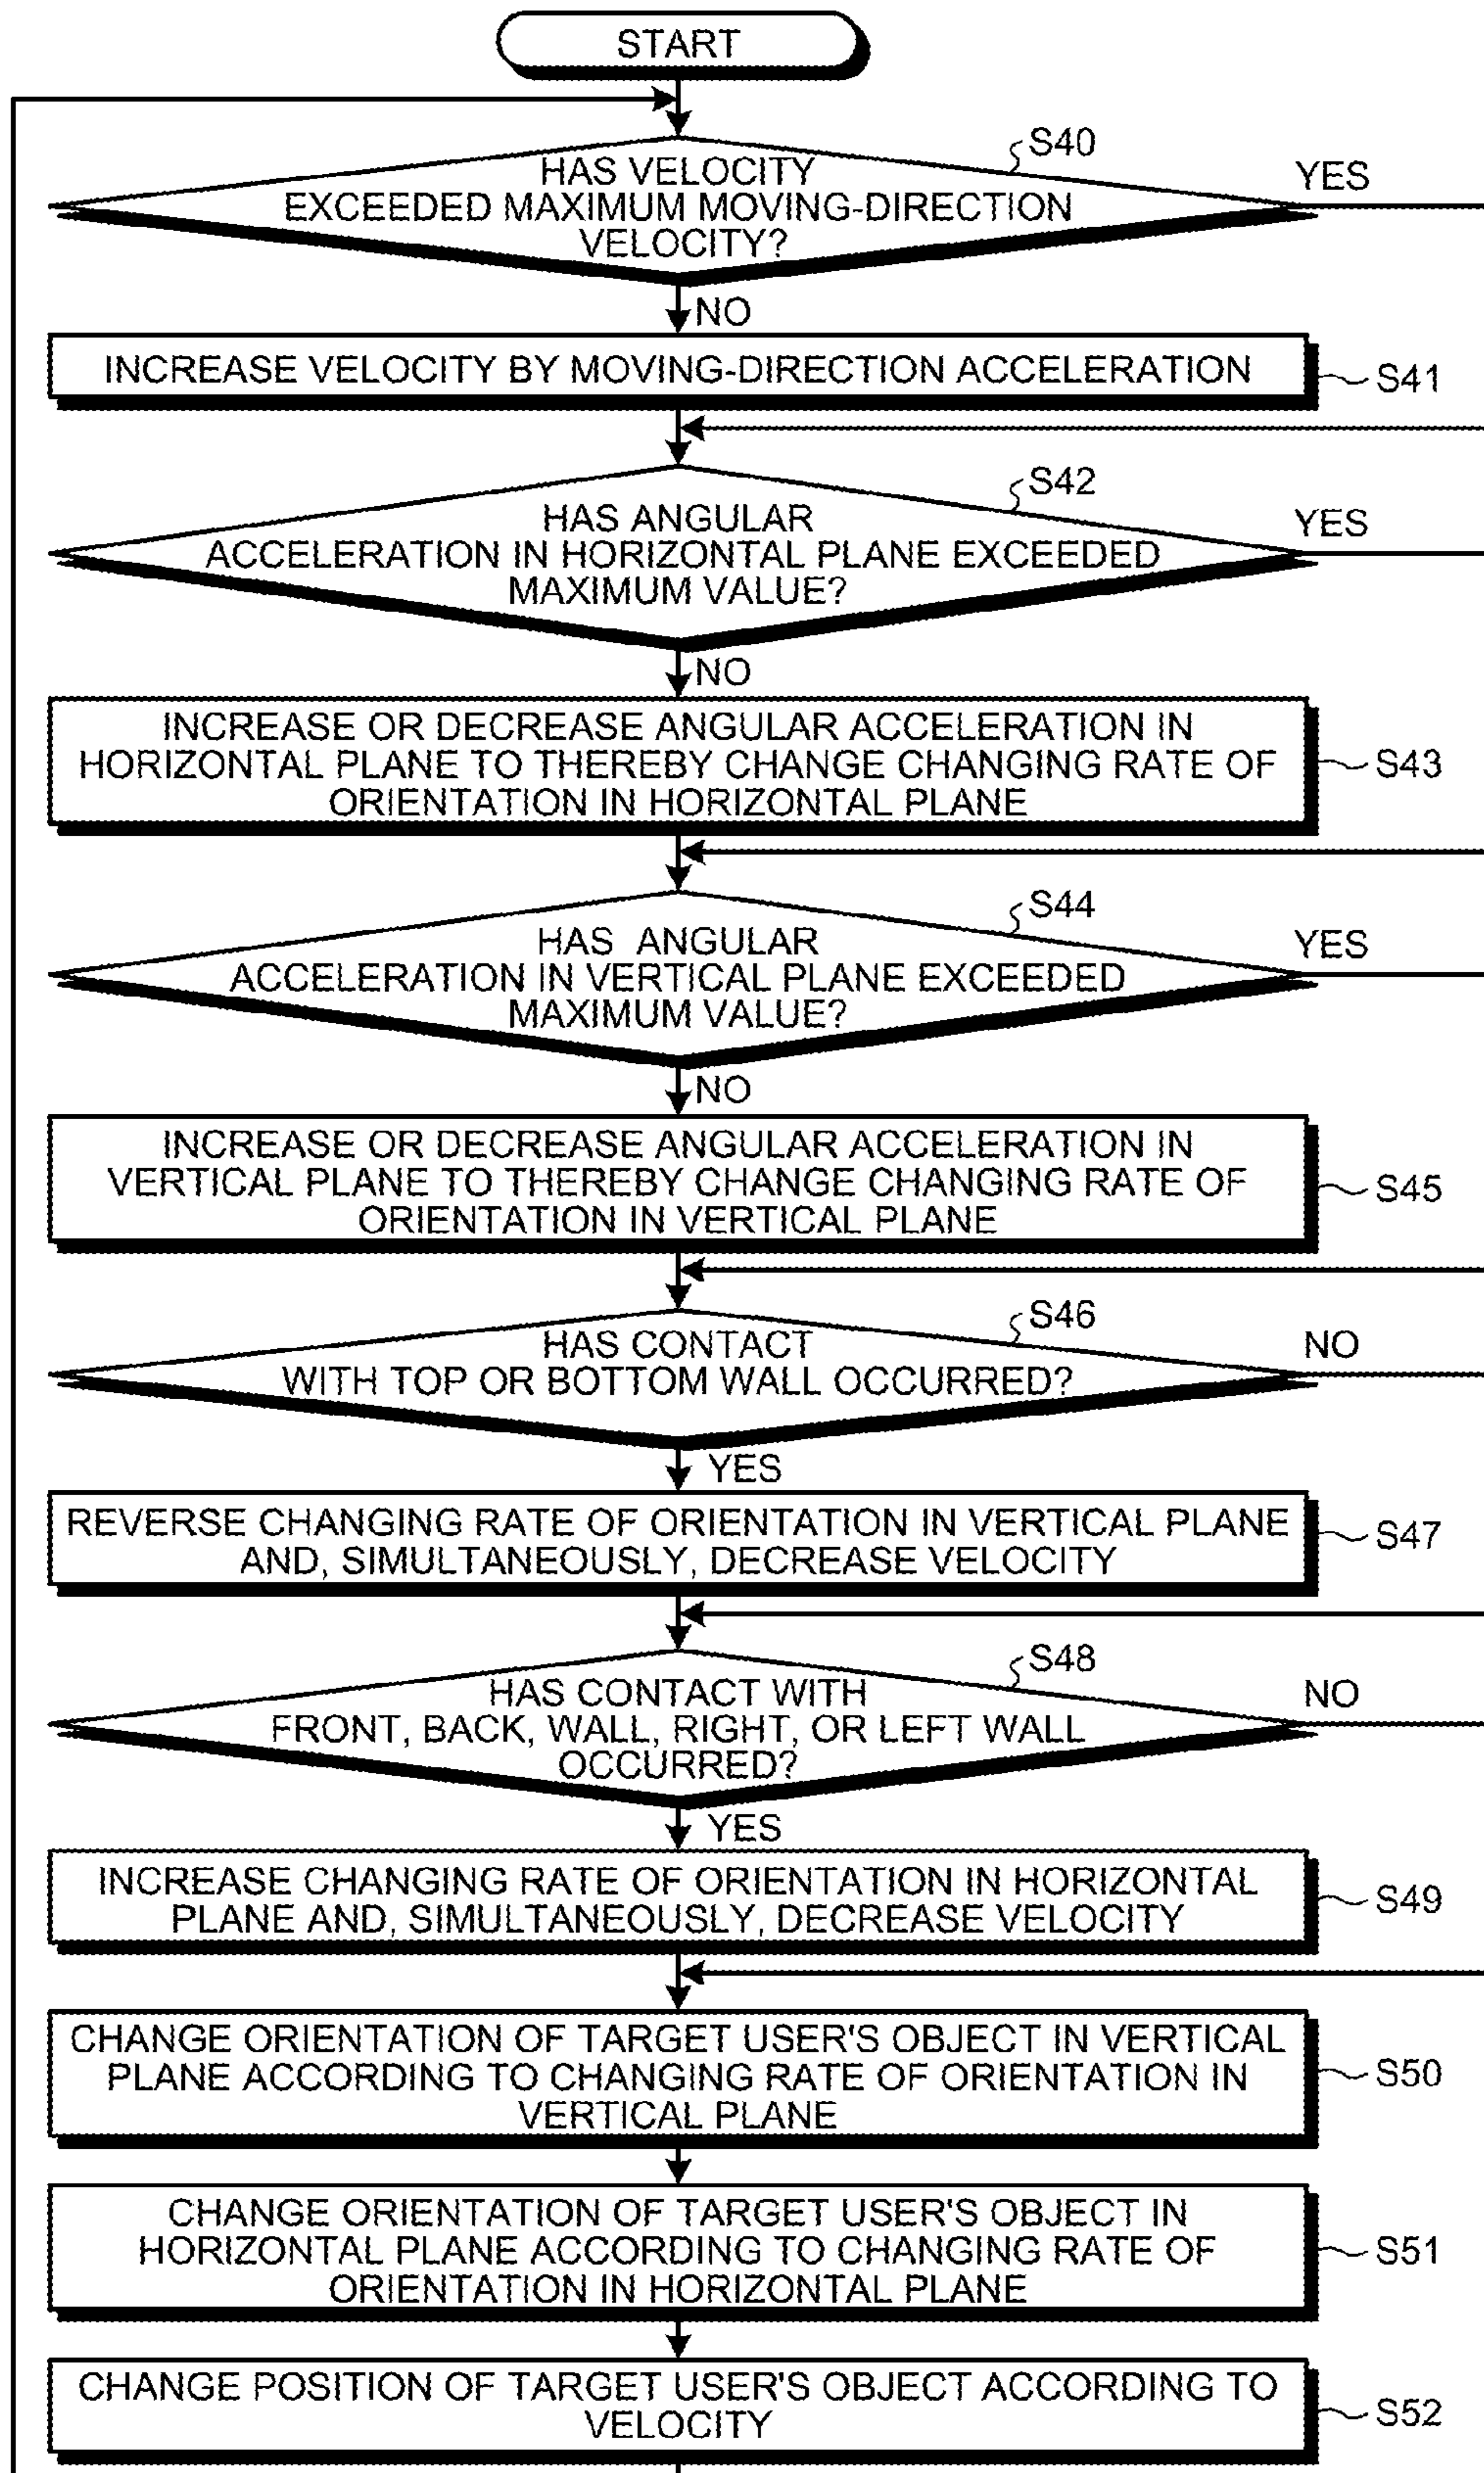 START
S40
HAS VELOCITY
EXCEEDED MAXIMUM MOVING-DIRECTION
VELOCITY?
YES
NO
INCREASE VELOCITY BY MOVING-DIRECTION ACCELERATION
S41
S42
HAS ANGULAR
ACCELERATION IN HORIZONTAL PLANE EXCEEDED
MAXIMUM VALUE?
YES
NO
INCREASE OR DECREASE ANGULAR ACCELERATION IN
HORIZONTAL PLANE TO THEREBY CHANGE CHANGING RATE OF
ORIENTATION IN HORIZONTAL PLANE
S43
S44
HAS ANGULAR
ACCELERATION IN VERTICAL PLANE EXCEEDED
MAXIMUM VALUE?
YES
NO
INCREASE OR DECREASE ANGULAR ACCELERATION IN
VERTICAL PLANE TO THEREBY CHANGE CHANGING RATE OF
ORIENTATION IN VERTICAL PLANE
S45
S46
HAS CONTACT
WITH TOP OR BOTTOM WALL OCCURRED?
NO
YES
REVERSE CHANGING RATE OF ORIENTATION IN VERTICAL PLANE
AND, SIMULTANEOUSLY, DECREASE VELOCITY
S47
S48
HAS CONTACT WITH
FRONT, BACK, WALL, RIGHT, OR LEFT WALL
OCCURRED?
NO
YES
INCREASE CHANGING RATE OF ORIENTATION IN HORIZONTAL
PLANE AND, SIMULTANEOUSLY, DECREASE VELOCITY
S49
CHANGE ORIENTATION OF TARGET USER'S OBJECT IN VERTICAL
PLANE ACCORDING TO CHANGING RATE OF ORIENTATION IN
VERTICAL PLANE
S50
CHANGE ORIENTATION OF TARGET USER'S OBJECT IN
HORIZONTAL PLANE ACCORDING TO CHANGING RATE OF
ORIENTATION IN HORIZONTAL PLANE
S51
CHANGE POSITION OF TARGET USER'S OBJECT ACCORDING TO
VELOCITY
S52